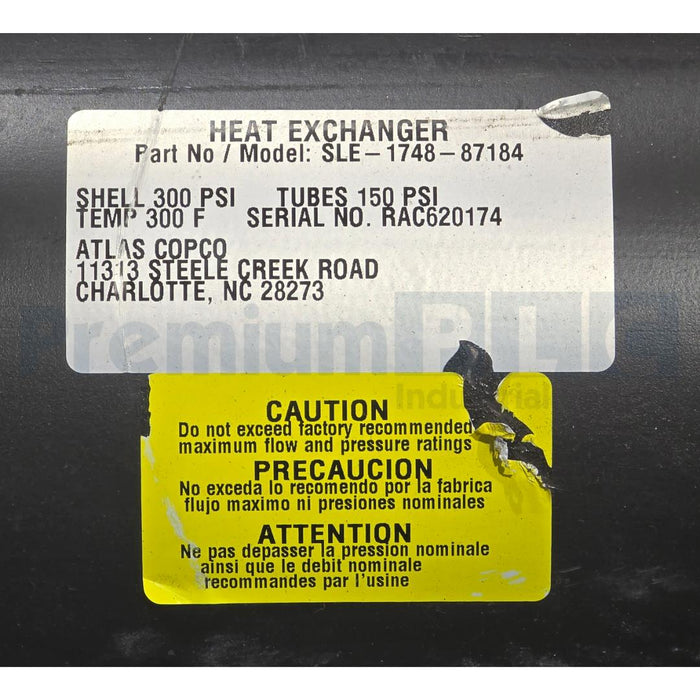 HEAT EXCHANGER
Part No / Model: SLE-1748-87184
SHELL 300 PSI TUBES 150 PSI
TEMP 300 F SERIAL NO. RAC620174
ATLAS COPCO
11313 STEELE CREEK ROAD
CHARLOTTE, NC 28273
PremiumPLC
Industrial
CAUTION
Do not exceed factory recommended
maximum flow and pressure ratings
PRECAUCION
No exceda lo recomendo por la fabrica
flujo maximo ni presiones nominales
ATTENTION
Ne pas depasser la pression nominale
ainsi que le debit nominale
recommandes par l'usine